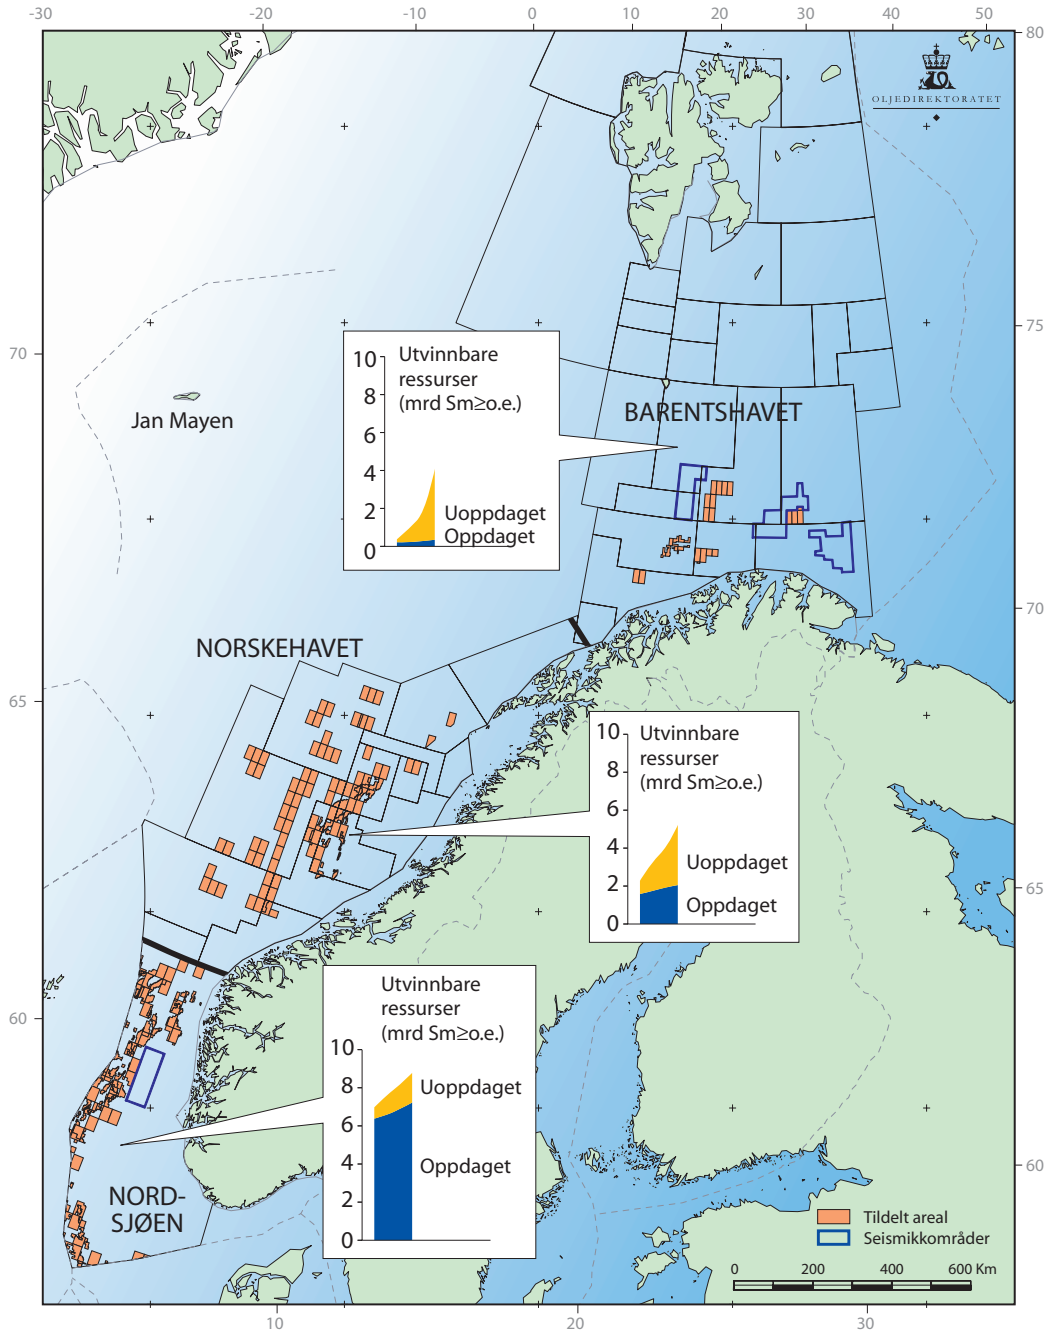 -30
-20
-10
0
10
20
30
40
50
80
OLJEDIREKTORATET
75
70
10
8
6
4
2
0
Utvinnbare
ressurser
(mrd Sm≥o.e.)
Uoppdaget
Oppdaget
BARENTSHAVET
Jan Mayen
70
NORSKEHAVET
65
10
8
6
4
2
0
Utvinnbare
ressurser
(mrd Sm≥o.e.)
Uoppdaget
Oppdaget
65
60
10
8
6
4
2
0
Utvinnbare
ressurser
(mrd Sm≥o.e.)
Uoppdaget
Oppdaget
60
NORD-
SJØEN
Tildelt areal
Seismikkområder
0 200 400 600 Km
10
20
30